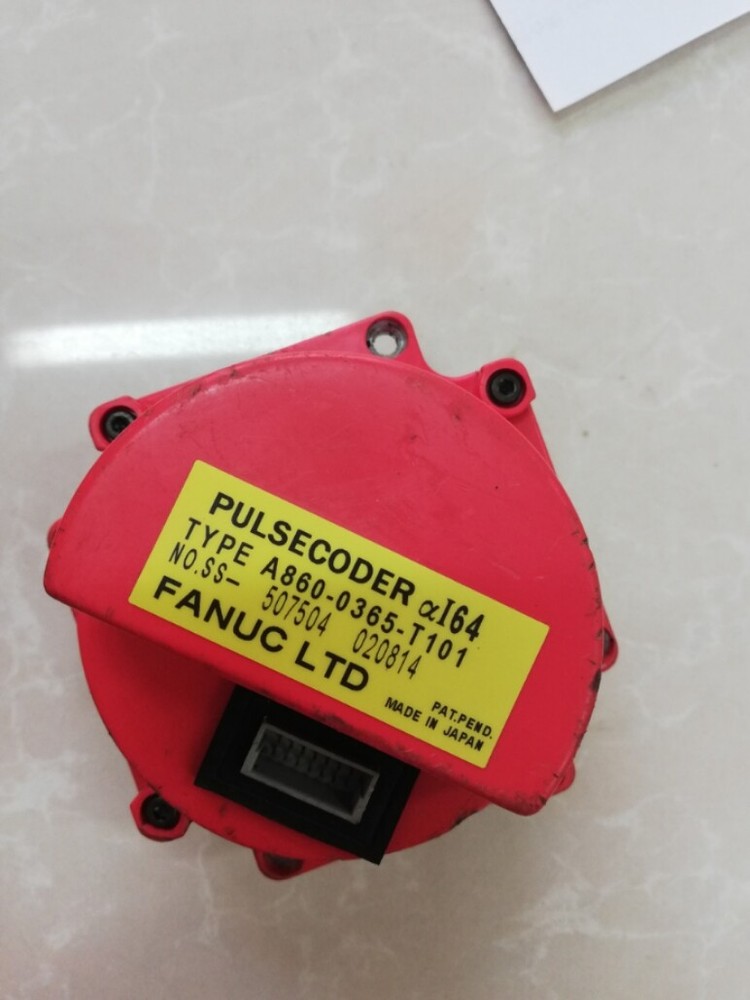 PULSECODER αI64
TYPE A860-0365-T101
NO.SS- 507504 020814
FANUC LTD
PAT.PEND.
MADE IN JAPAN